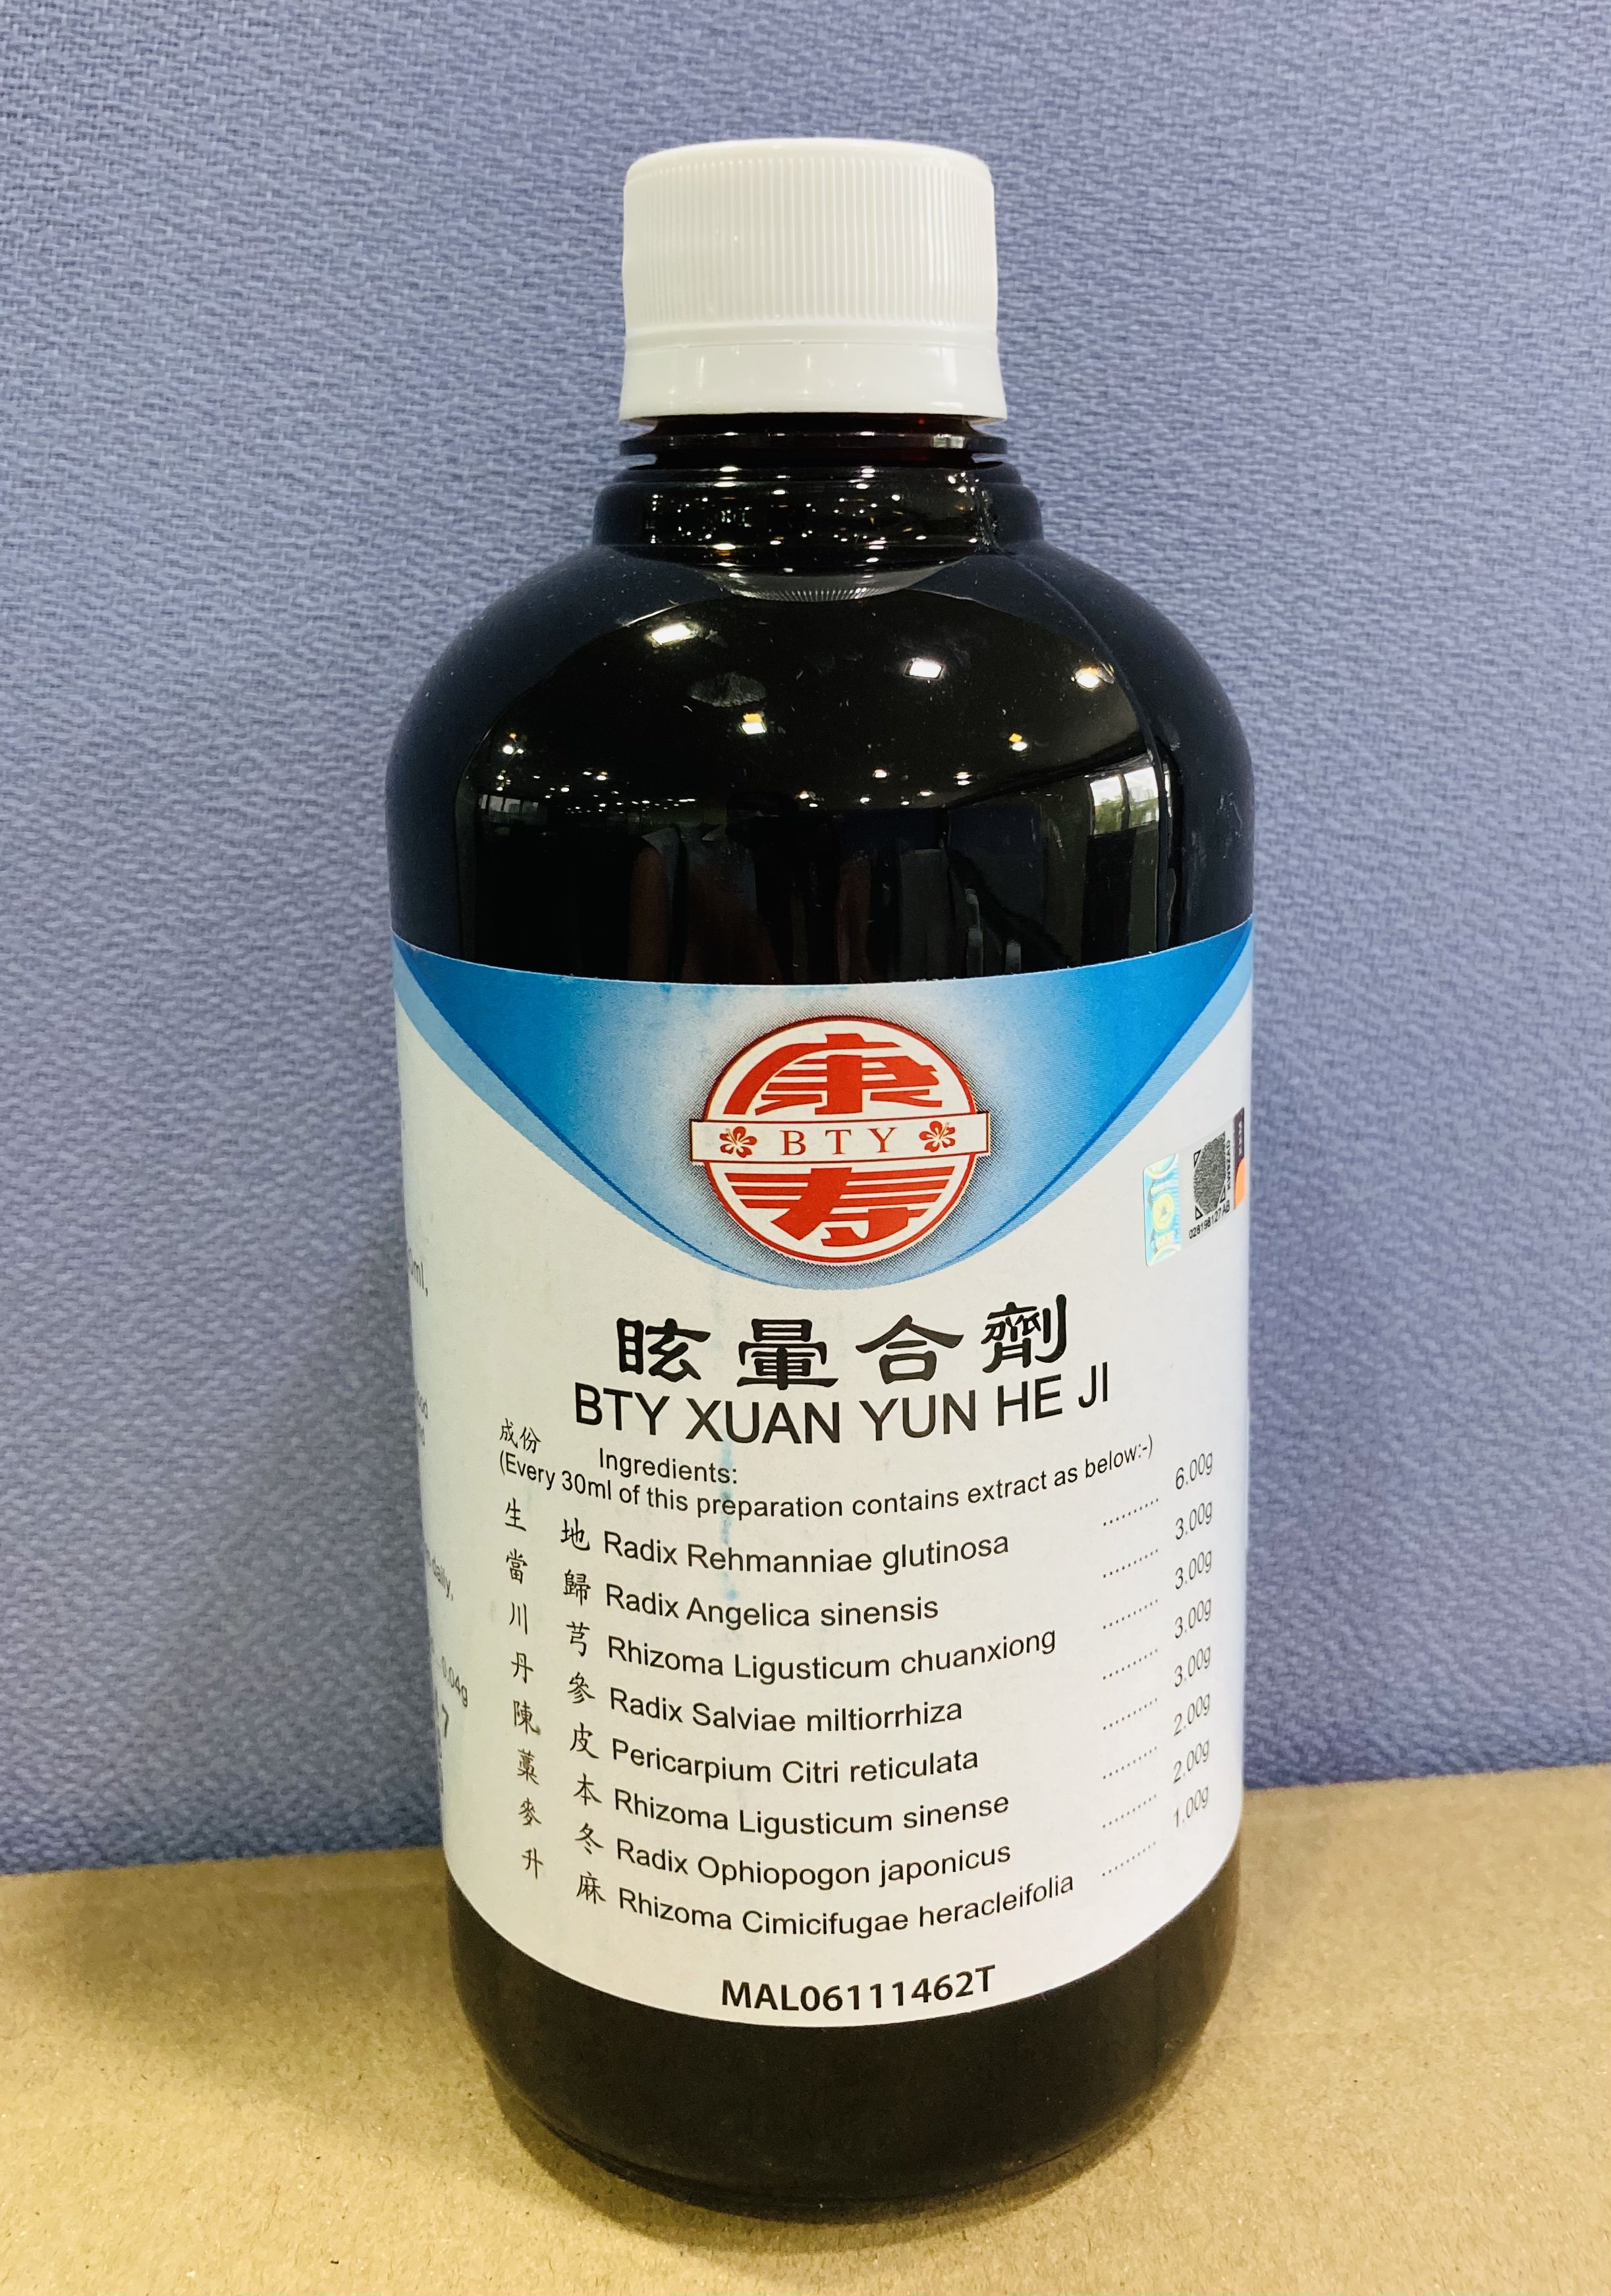 康
BTY
寿
028198127AB
眩暈合劑
BTY XUAN YUN HE JI
成份 Ingredients:
(Every 30ml of this preparation contains extract as below:-)
生地 Radix Rehmanniae glutinosa .......... 6.00g
當歸 Radix Angelica sinensis .......... 3.00g
川芎 Rhizoma Ligusticum chuanxiong .......... 3.00g
丹參 Radix Salviae miltiorrhiza .......... 3.00g
陳皮 Pericarpium Citri reticulata .......... 3.00g
藁本 Rhizoma Ligusticum sinense .......... 2.00g
麥冬 Radix Ophiopogon japonicus .......... 2.00g
升麻 Rhizoma Cimicifugae heracleifolia .......... 1.00g
MAL06111462T
daily,
0.04g